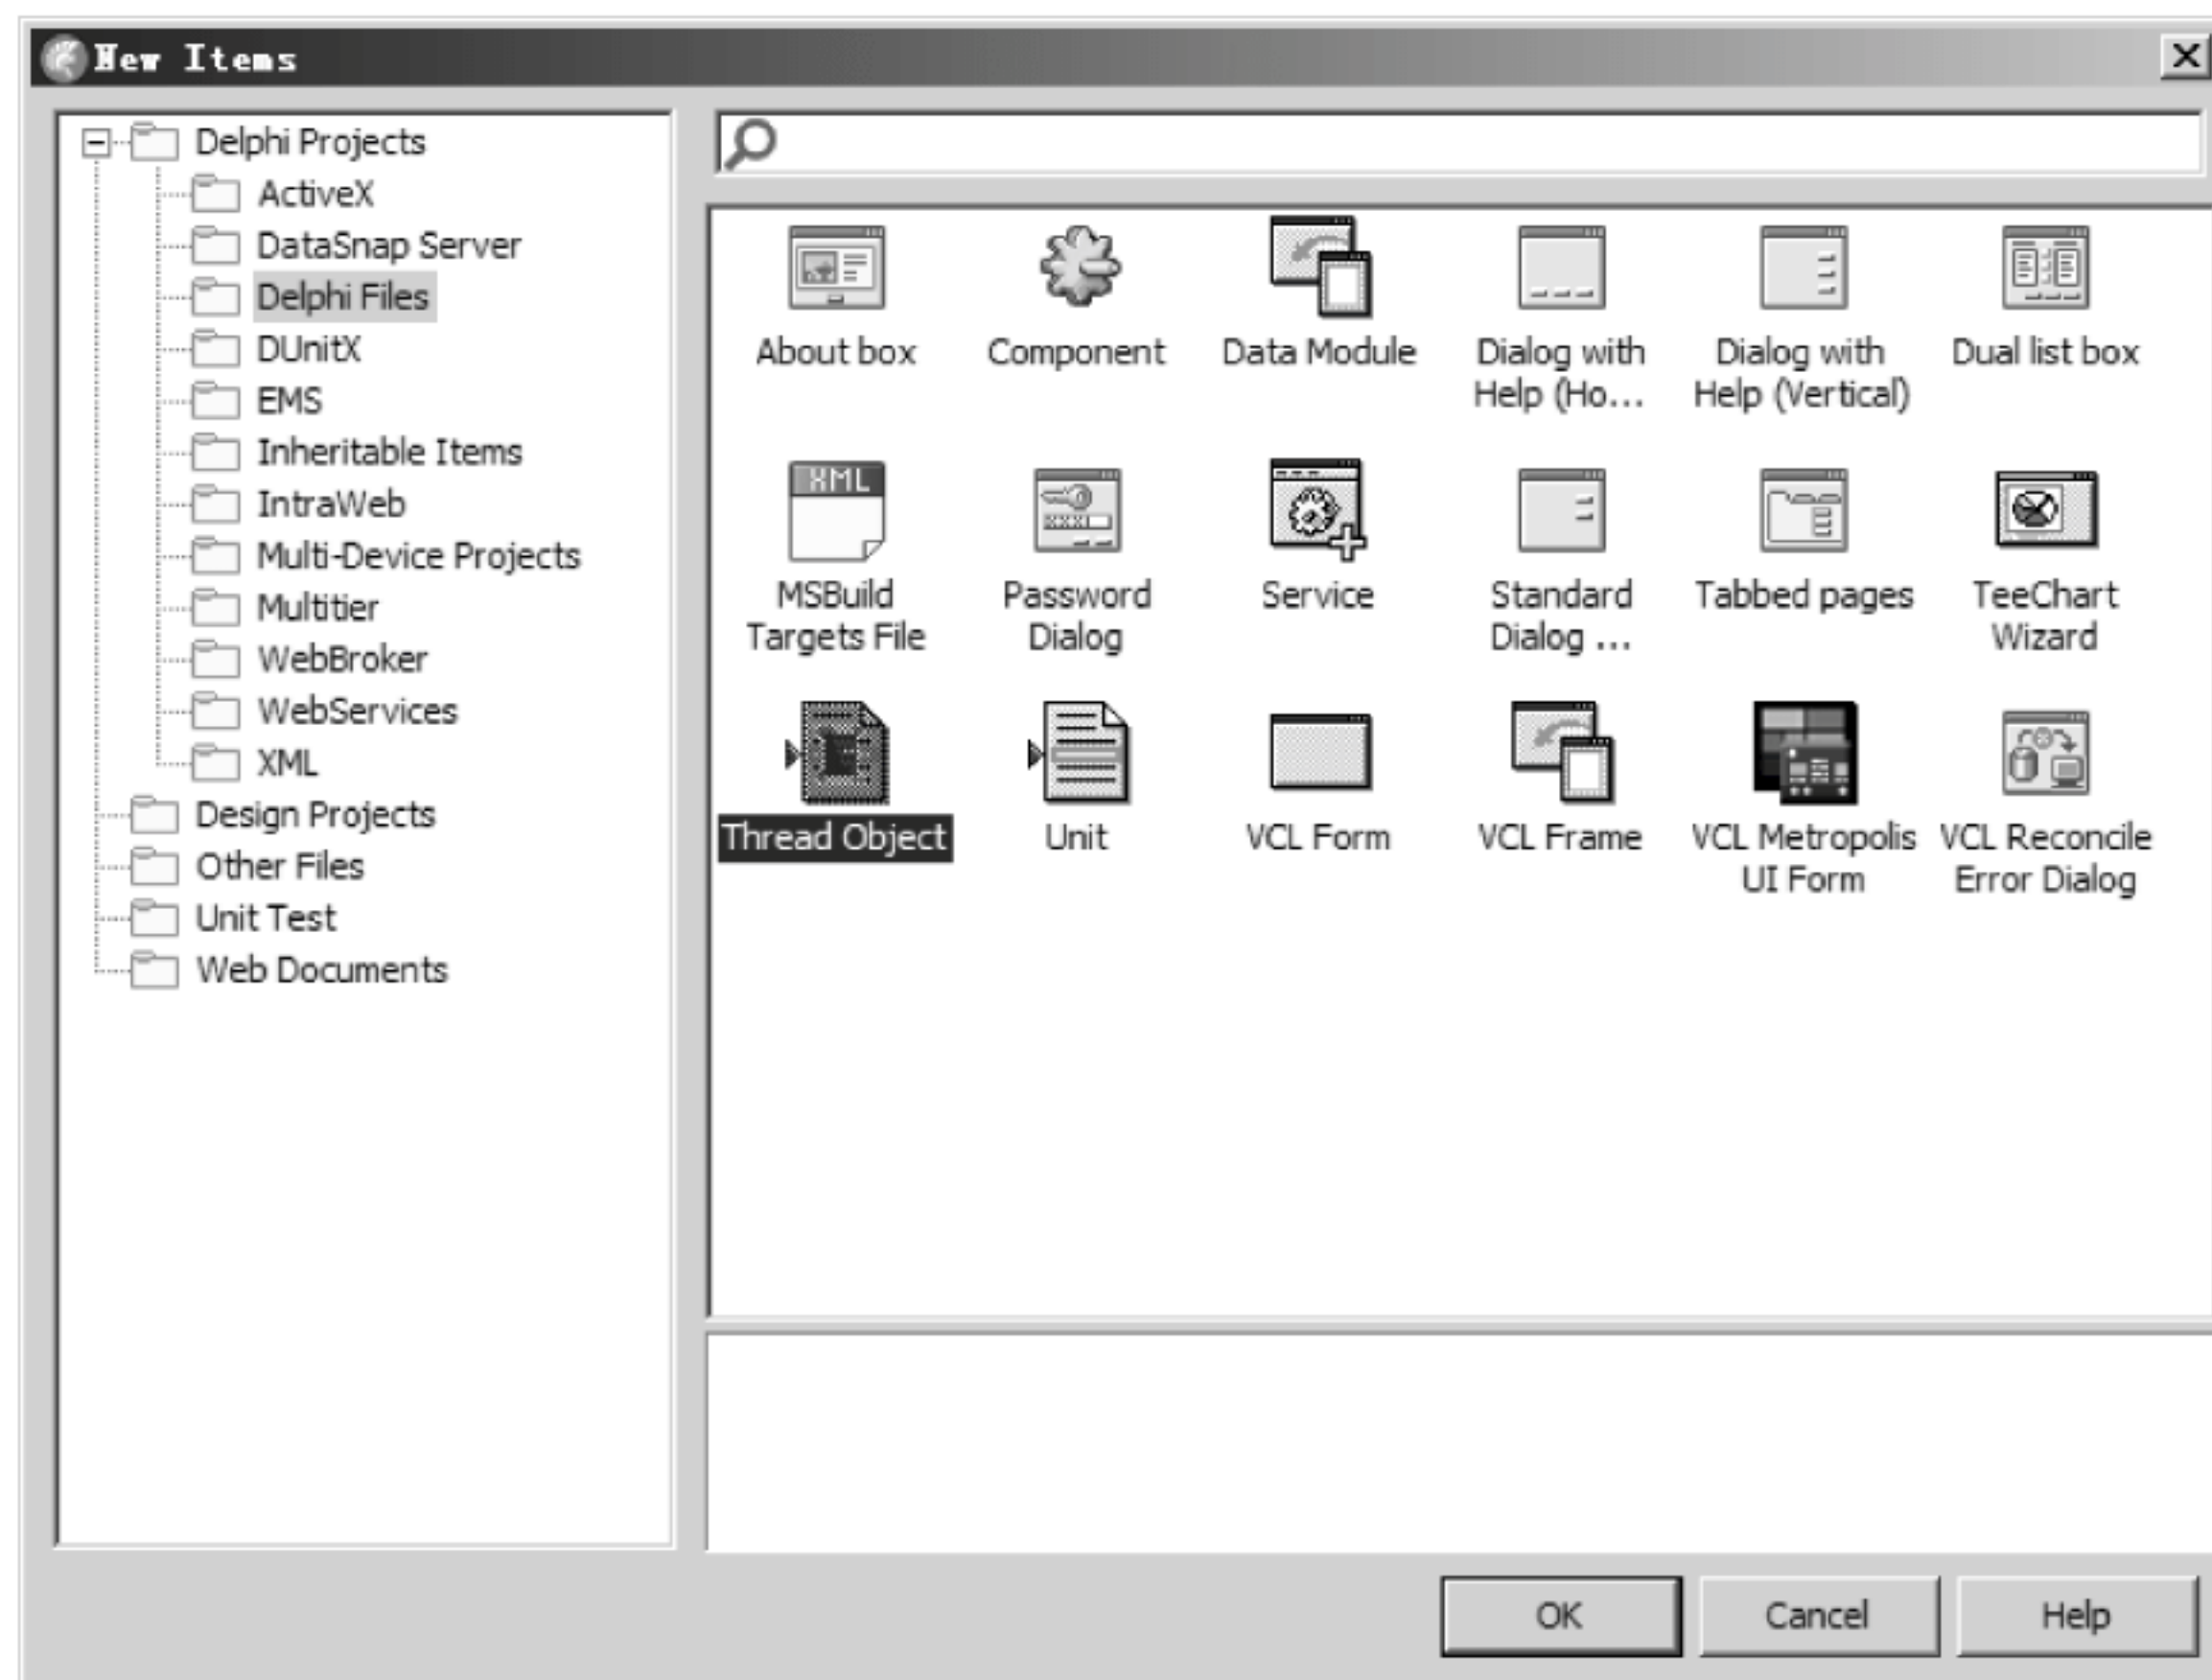 New Items
Delphi Projects
ActiveX
DataSnap Server
Delphi Files
DUnitX
EMS
Inheritable Items
IntraWeb
Multi-Device Projects
Multitier
WebBroker
WebServices
XML
Design Projects
Other Files
Unit Test
Web Documents
About box
Component
Data Module
Dialog with
Help (Ho...
Dialog with
Help (Vertical)
Dual list box
XML
MSBuild
Targets File
Password
Dialog
Service
Standard
Dialog ...
Tabbed pages
TeeChart
Wizard
Thread Object
Unit
VCL Form
VCL Frame
VCL Metropolis
UI Form
VCL Reconcile
Error Dialog
OK
Cancel
Help